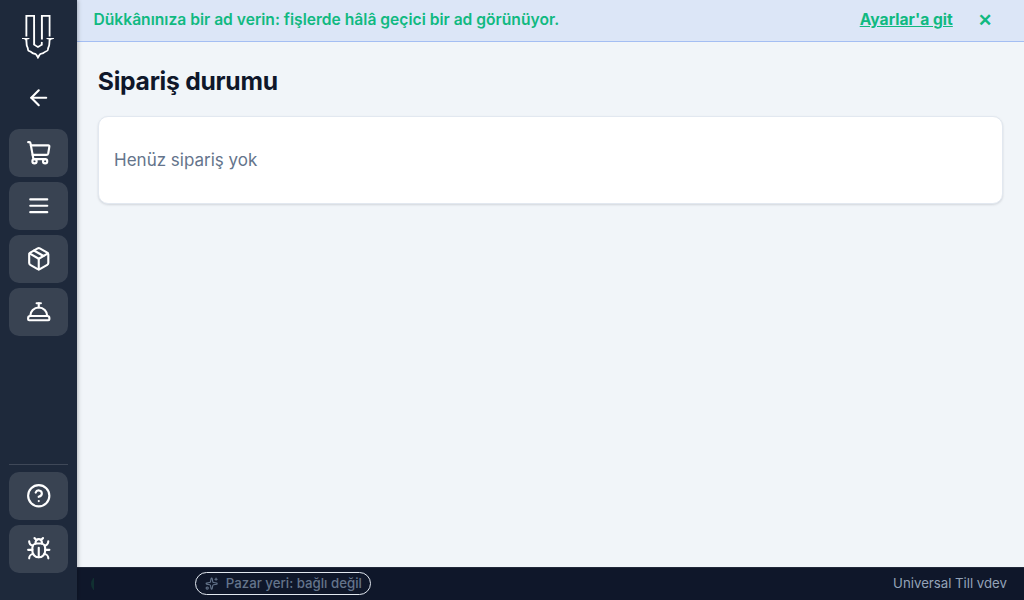 Dükkânınıza bir ad verin: fişlerde hâlâ geçici bir ad görünüyor.
Ayarlar'a git
Sipariş durumu
Henüz sipariş yok
Pazar yeri: bağlı değil
Universal Till vdev